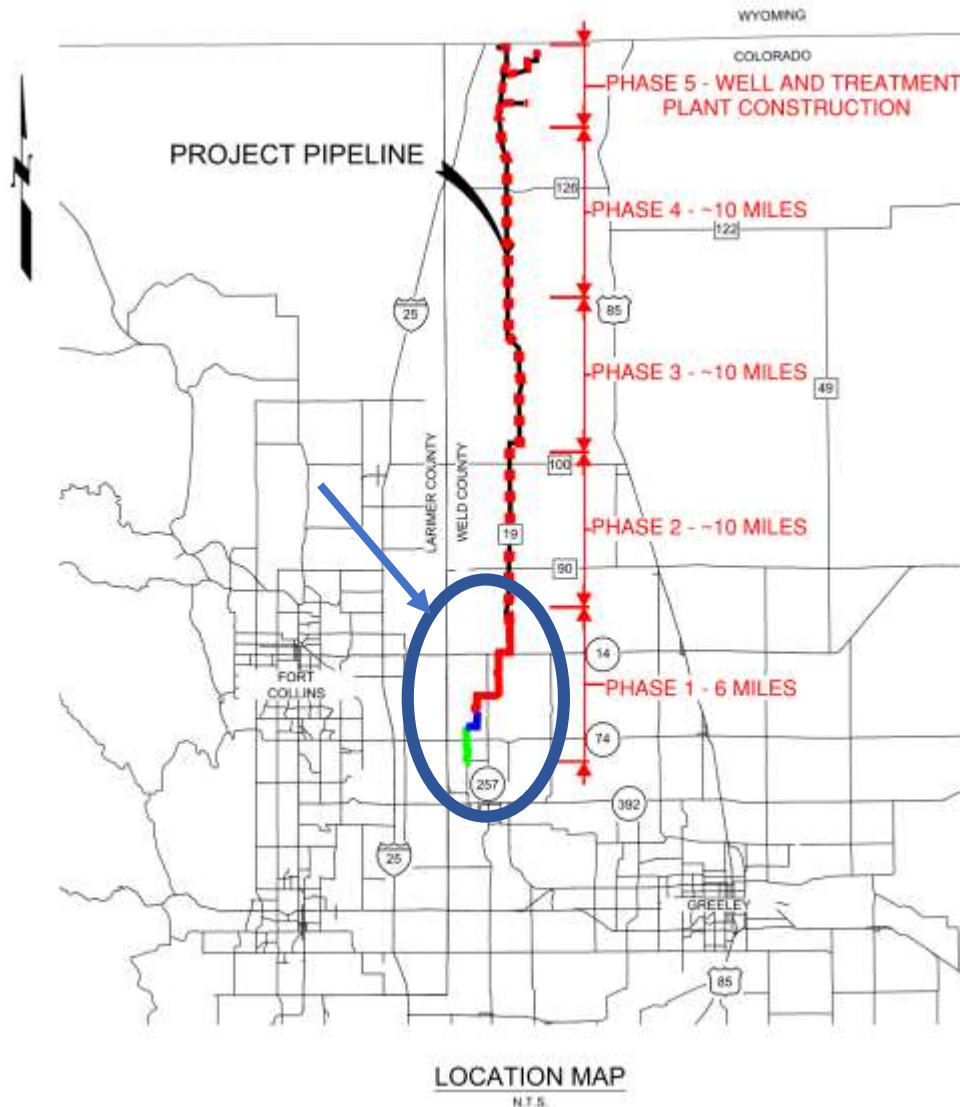 WYOMING
COLORADO
PHASE 5 - WELL AND TREATMENT
PLANT CONSTRUCTION
PROJECT PIPELINE
N
126
PHASE 4 - ~10 MILES
122
25
85
PHASE 3 - ~10 MILES
49
LARIMER COUNTY
WELD COUNTY
100
19
PHASE 2 - ~10 MILES
90
14
FORT
COLLINS
PHASE 1 - 6 MILES
74
257
392
25
GREELEY
85
LOCATION MAP
N.T.S.